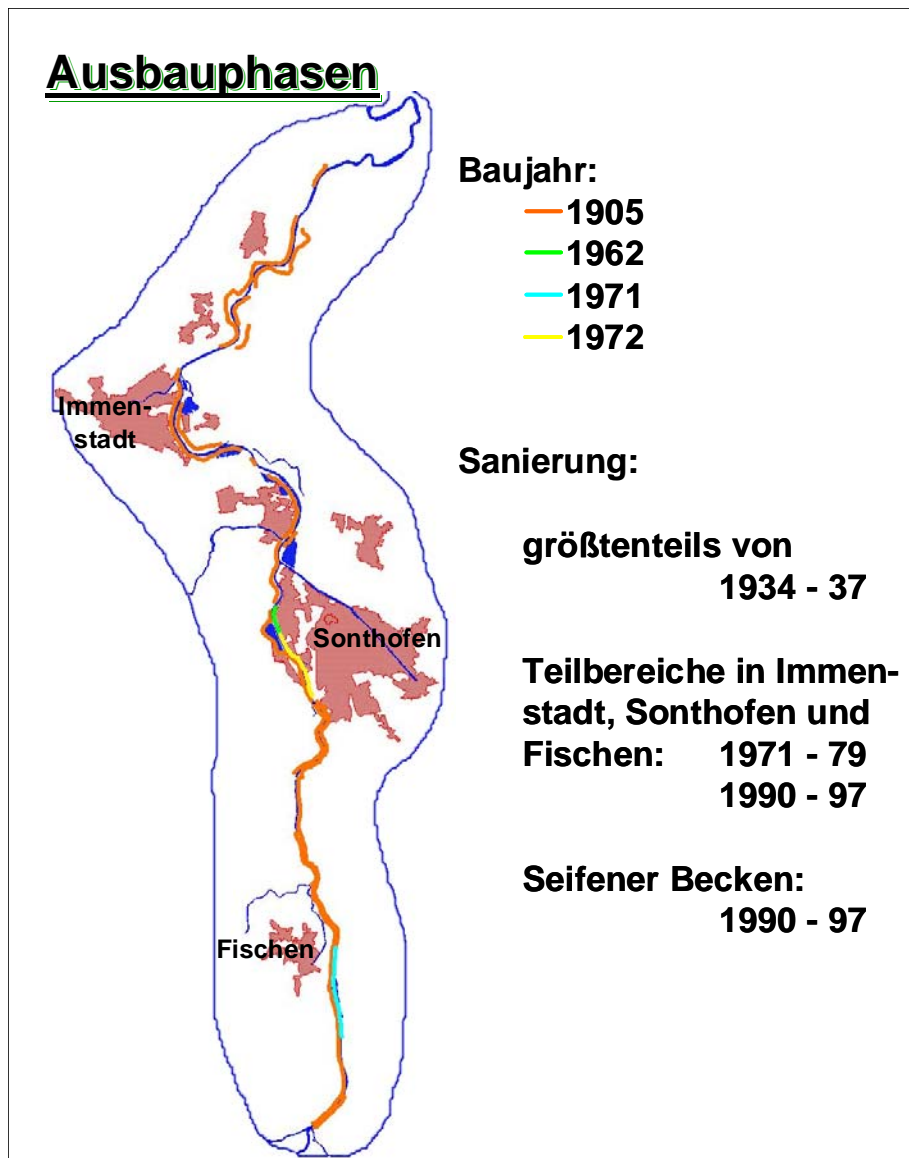 Ausbauphasen
Baujahr:
1905
1962
1971
1972
Immen-
stadt
Sanierung:
größtenteils von
1934 - 37
Sonthofen
Teilbereiche in Immen-
stadt, Sonthofen und
Fischen: 1971 - 79
1990 - 97
Seifener Becken:
1990 - 97
Fischen